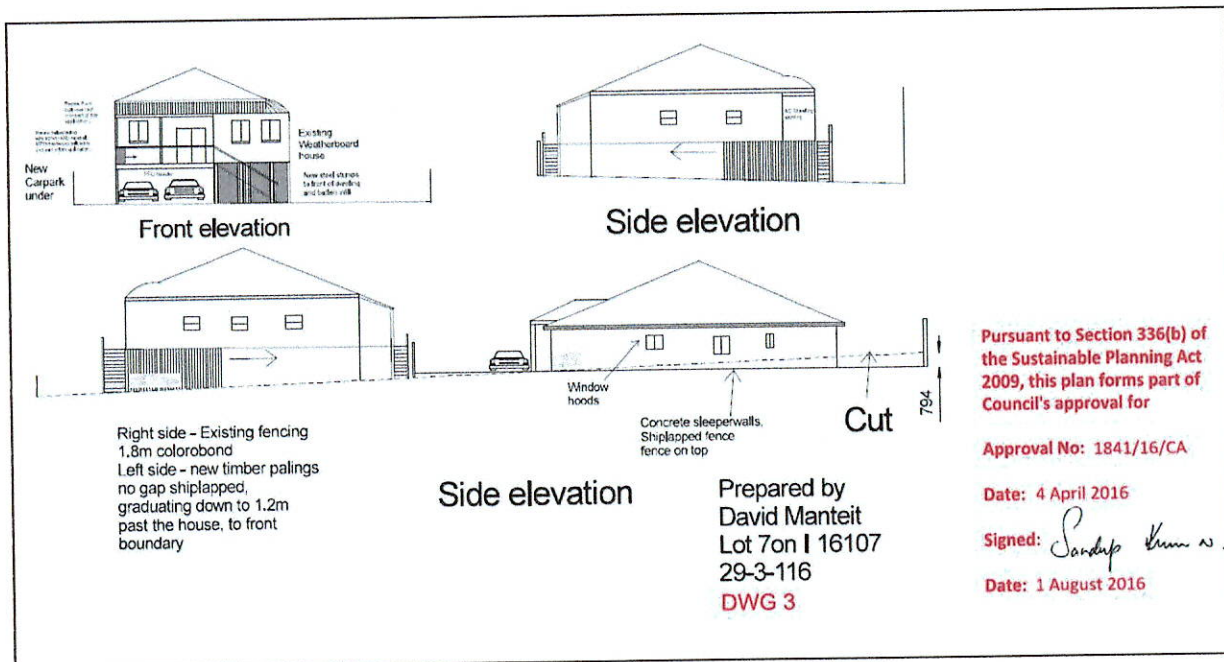 New
Carpark
under
Existing
Weatherboard
house
New steel stumps
to front of dwelling
and batten infill
Front elevation
Side elevation
Right side - Existing fencing
1.8m colorobond
Left side - new timber palings
no gap shiplapped,
graduating down to 1.2m
past the house, to front
boundary
Window
hoods
Concrete sleeperwalls,
Shiplapped fence
fence on top
Cut
794
Side elevation
Prepared by
David Manteit
Lot 7on I 16107
29-3-116
DWG 3
Pursuant to Section 336(b) of
the Sustainable Planning Act
2009, this plan forms part of
Council's approval for
Approval No: 1841/16/CA
Date: 4 April 2016
Signed:
Date: 1 August 2016